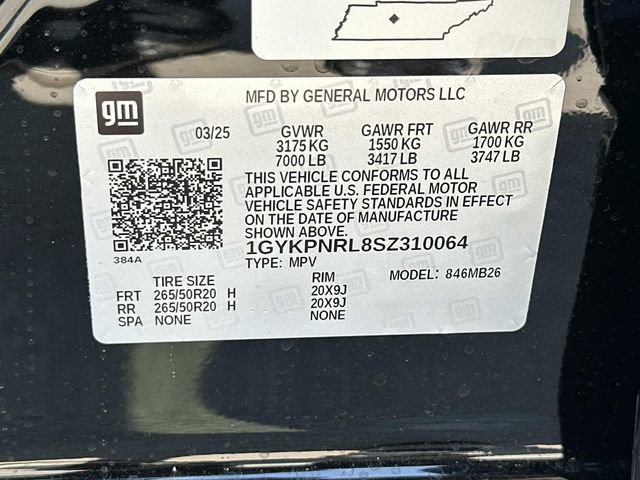 gm
MFD BY GENERAL MOTORS LLC
03/25 GVWR GAWR FRT GAWR RR
3175 KG 1550 KG 1700 KG
7000 LB 3417 LB 3747 LB
THIS VEHICLE CONFORMS TO ALL
APPLICABLE U.S. FEDERAL MOTOR
VEHICLE SAFETY STANDARDS IN EFFECT
ON THE DATE OF MANUFACTURE
SHOWN ABOVE.
1GYKPNRL8SZ310064
384A
TYPE: MPV MODEL: 846MB26
TIRE SIZE RIM
FRT 265/50R20 H 20X9J
RR 265/50R20 H 20X9J
SPA NONE NONE